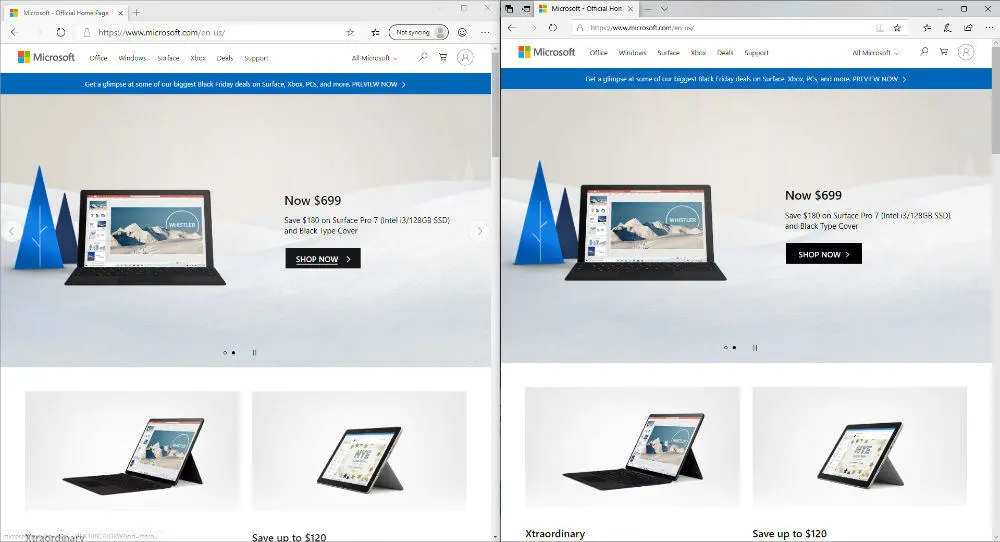 Microsoft - Official Home Page
https://www.microsoft.com/en-us/
Not syncing
Microsoft
Office Windows Surface Xbox Deals Support
All Microsoft
Get a glimpse at some of our biggest Black Friday deals on Surface, Xbox, PCs, and more. PREVIEW NOW
WHISTLER
Now $699
Save $180 on Surface Pro 7 (Intel i3/128GB SSD)
and Black Type Cover
SHOP NOW
NYE
Xtraordinary
Save up to $120
Microsoft - Official Hom
https://www.microsoft.com/en-us/
Microsoft
Office Windows Surface Xbox Deals Support
All Microsoft
Get a glimpse at some of our biggest Black Friday deals on Surface, Xbox, PCs, and more. PREVIEW NOW
WHISTLER
Now $699
Save $180 on Surface Pro 7 (Intel i3/128GB SSD)
and Black Type Cover
SHOP NOW
NYE
Xtraordinary
Save up to $120